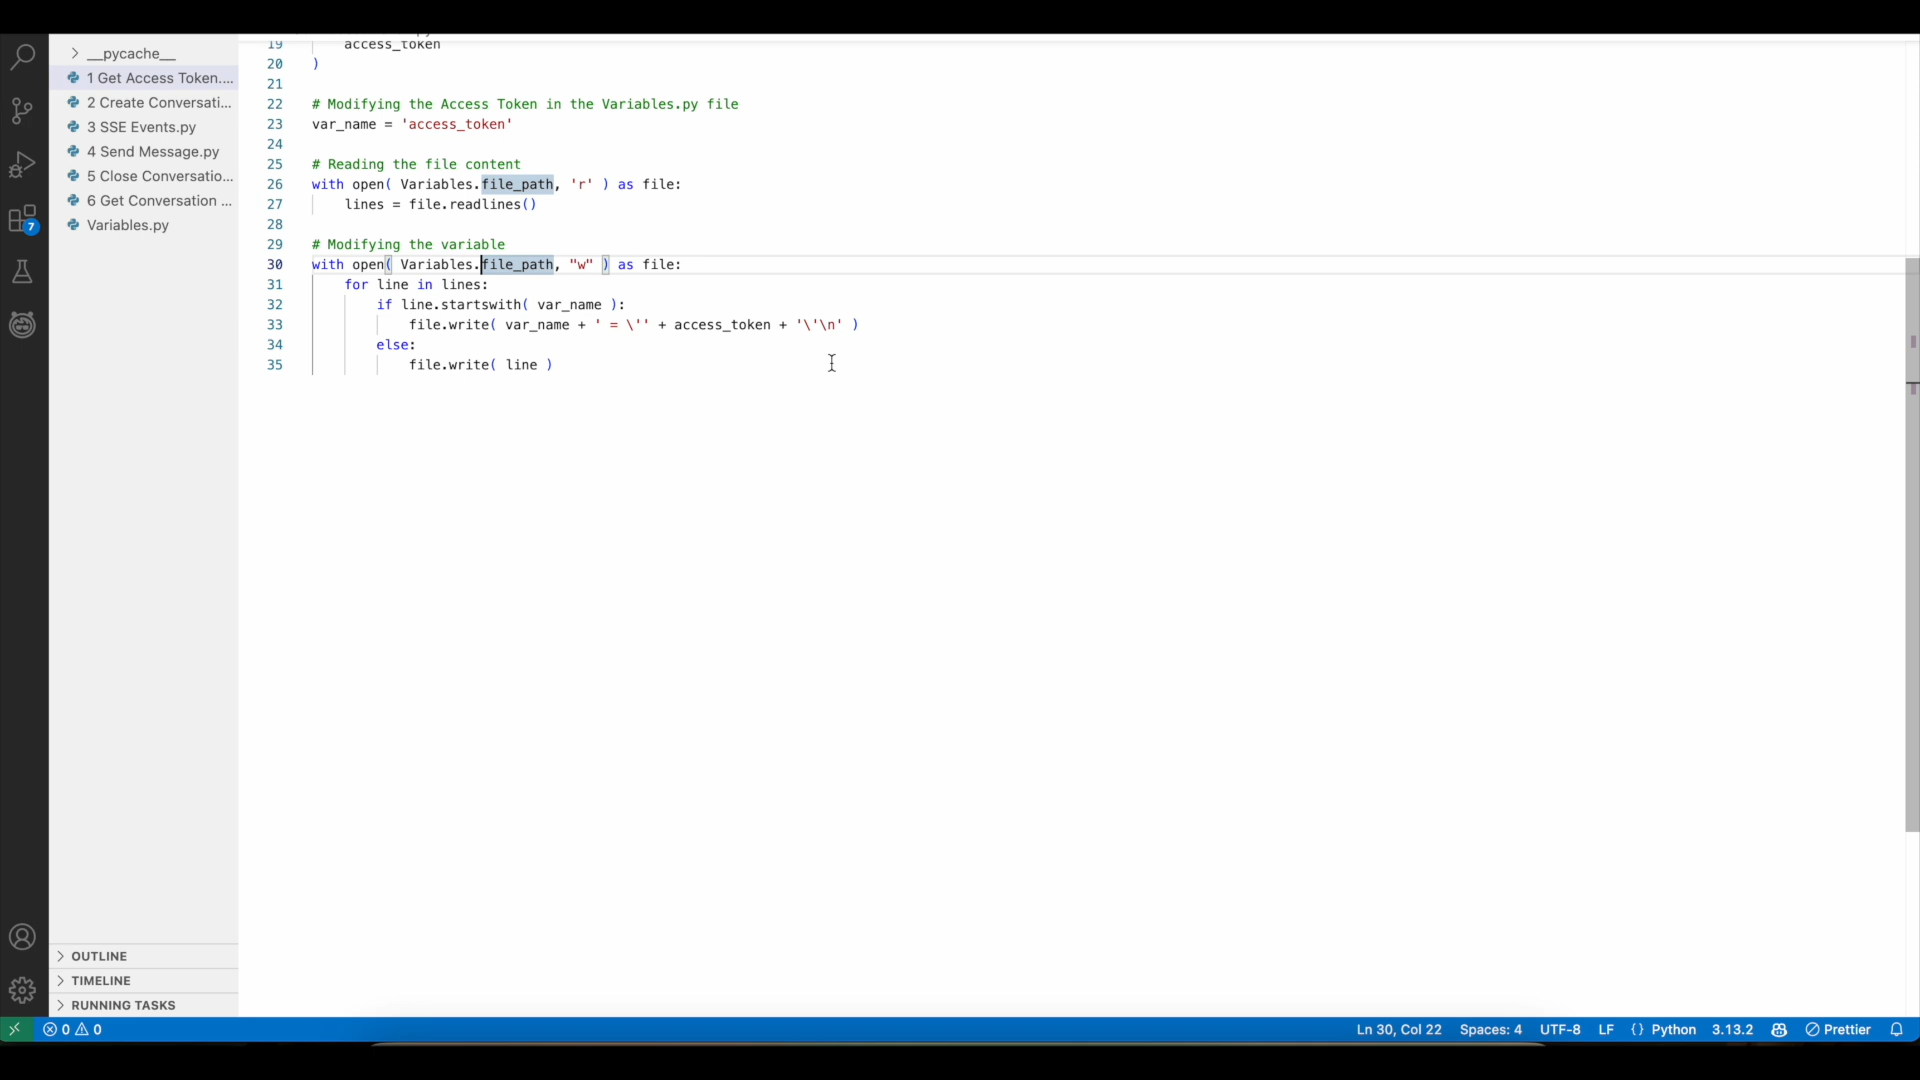 __pycache__
1 Get Access Token....
2 Create Conversati...
3 SSE Events.py
4 Send Message.py
5 Close Conversatio...
6 Get Conversation ...
Variables.py
7
19 access_token
20 )
21
22 # Modifying the Access Token in the Variables.py file
23 var_name = 'access_token'
24
25 # Reading the file content
26 with open( Variables.file_path, 'r' ) as file:
27 lines = file.readlines()
28
29 # Modifying the variable
30 with open( Variables.file_path, "w" ) as file:
31 for line in lines:
32 if line.startswith( var_name ):
33 file.write( var_name + ' = \'' + access_token + '\'\n' )
34 else:
35 file.write( line )
OUTLINE
TIMELINE
RUNNING TASKS
0 0 Ln 30, Col 22 Spaces: 4 UTF-8 LF {} Python 3.13.2 Prettier